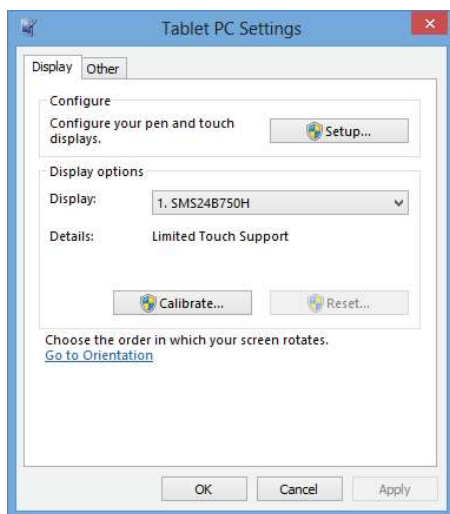 Tablet PC Settings
Display Other
Configure
Configure your pen and touch
displays.
Setup...
Display options
Display: 1. SMS24B750H
Details: Limited Touch Support
Calibrate... Reset...
Choose the order in which your screen rotates.
Go to Orientation
OK Cancel Apply